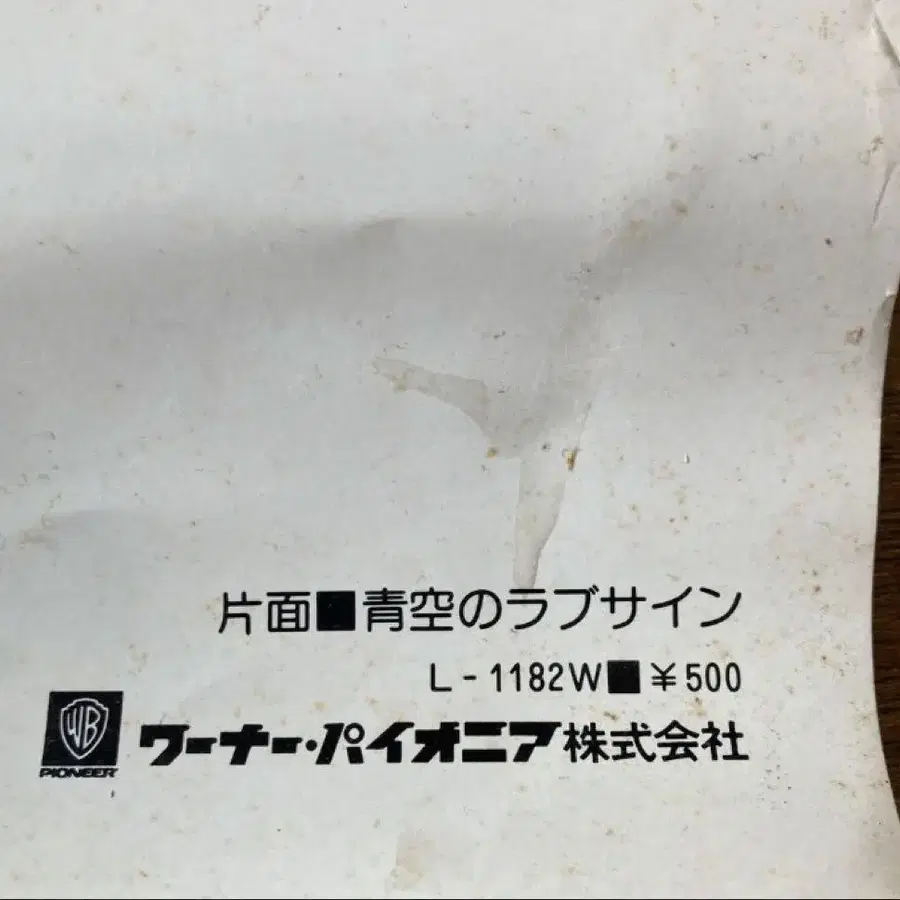 片面■青空のラブサイン
L-1182W■¥500
WB
PIONEER
ワーナー・パイオニア株式会社